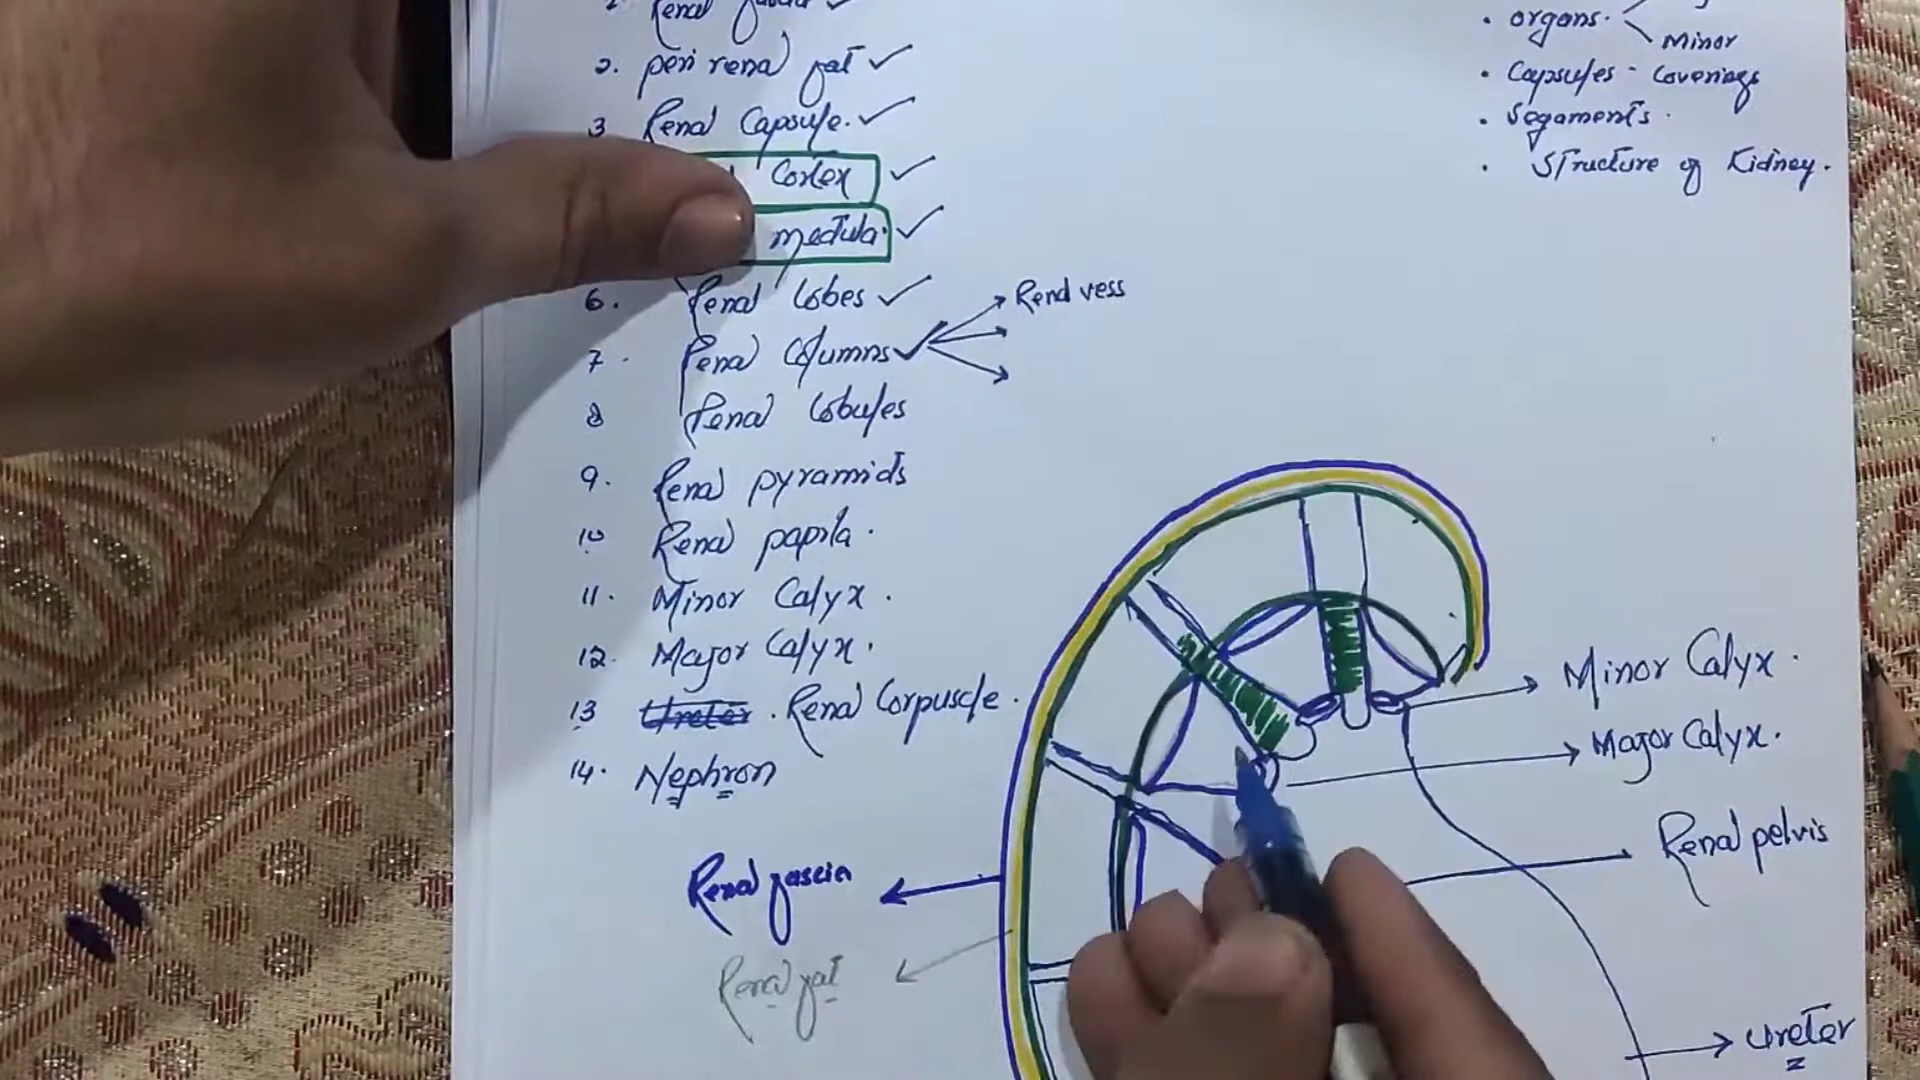 Renal
2. peri renal fat ✓
3 Renal Capsule. ✓
Cortex ✓
medula. ✓
6. Renal Lobes ✓
7. Renal Columns ✓
Renal vess
8 Renal Lobules
9. Renal pyramids
10 Renal papila.
11. Minor Calyx.
12. Major Calyx.
13 Ureter. Renal Corpuscle.
14. Nephron
• organs.
Minor
• Capsules - Coverings
• Segaments.
• Structure of Kidney.
Minor Calyx.
Major Calyx.
Renal pelvis
Ureter
Renal fascia
Renal fat